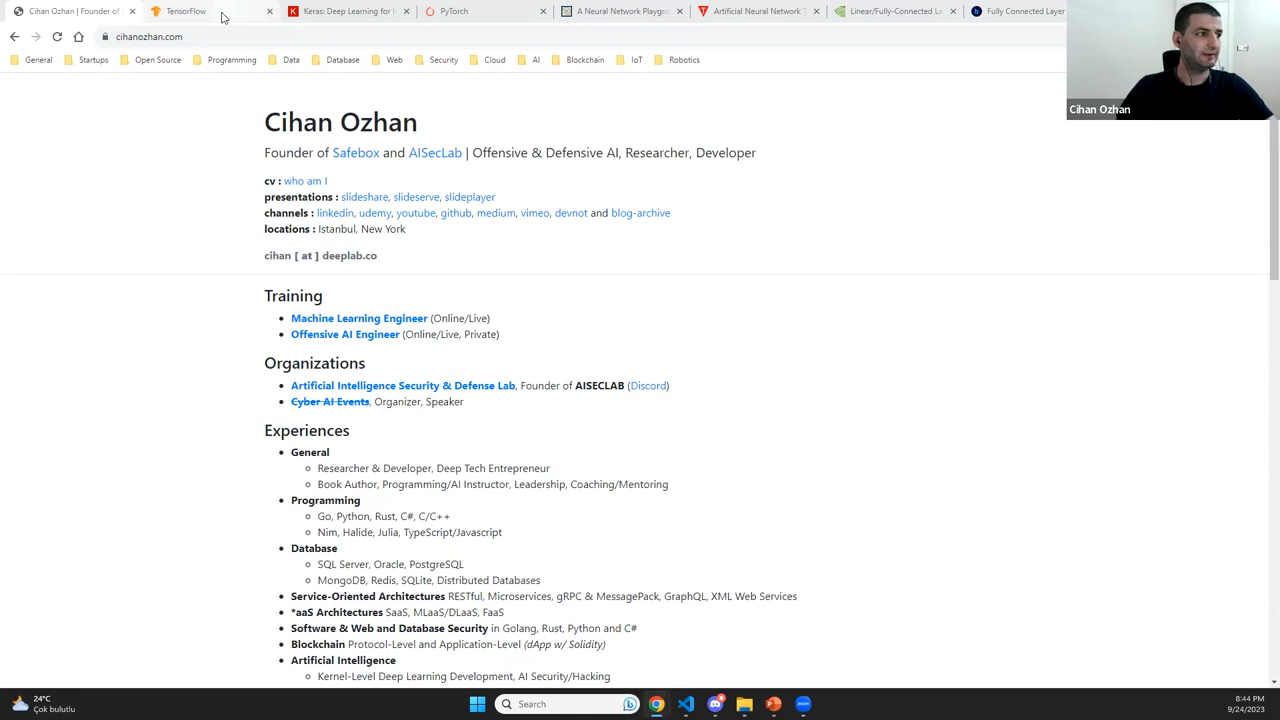 Cihan Ozhan | Founder of
TensorFlow
Keras: Deep Learning for
PyTorch
A Neural Network Playgro
Artificial Neural Network T
Linear/Fully-Connected La
Fully Connected Layer
cihanozhan.com
General
Startups
Open Source
Programming
Data
Database
Web
Security
Cloud
AI
Blockchain
IoT
Robotics
Cihan Ozhan
Cihan Ozhan
Founder of Safebox and AISecLab | Offensive & Defensive AI, Researcher, Developer
cv : who am I
presentations : slideshare, slideserve, slideplayer
channels : linkedin, udemy, youtube, github, medium, vimeo, devnot and blog-archive
locations : Istanbul, New York
cihan [ at ] deeplab.co
Training
Machine Learning Engineer (Online/Live)
Offensive AI Engineer (Online/Live, Private)
Organizations
Artificial Intelligence Security & Defense Lab, Founder of AISECLAB (Discord)
Cyber AI Events, Organizer, Speaker
Experiences
General
Researcher & Developer, Deep Tech Entrepreneur
Book Author, Programming/AI Instructor, Leadership, Coaching/Mentoring
Programming
Go, Python, Rust, C#, C/C++
Nim, Halide, Julia, TypeScript/Javascript
Database
SQL Server, Oracle, PostgreSQL
MongoDB, Redis, SQLite, Distributed Databases
Service-Oriented Architectures RESTful, Microservices, gRPC & MessagePack, GraphQL, XML Web Services
*aaS Architectures SaaS, MLaaS/DLaaS, FaaS
Software & Web and Database Security in Golang, Rust, Python and C#
Blockchain Protocol-Level and Application-Level (dApp w/ Solidity)
Artificial Intelligence
Kernel-Level Deep Learning Development, AI Security/Hacking
24°C
Çok bulutlu
Search
8:44 PM
9/24/2023